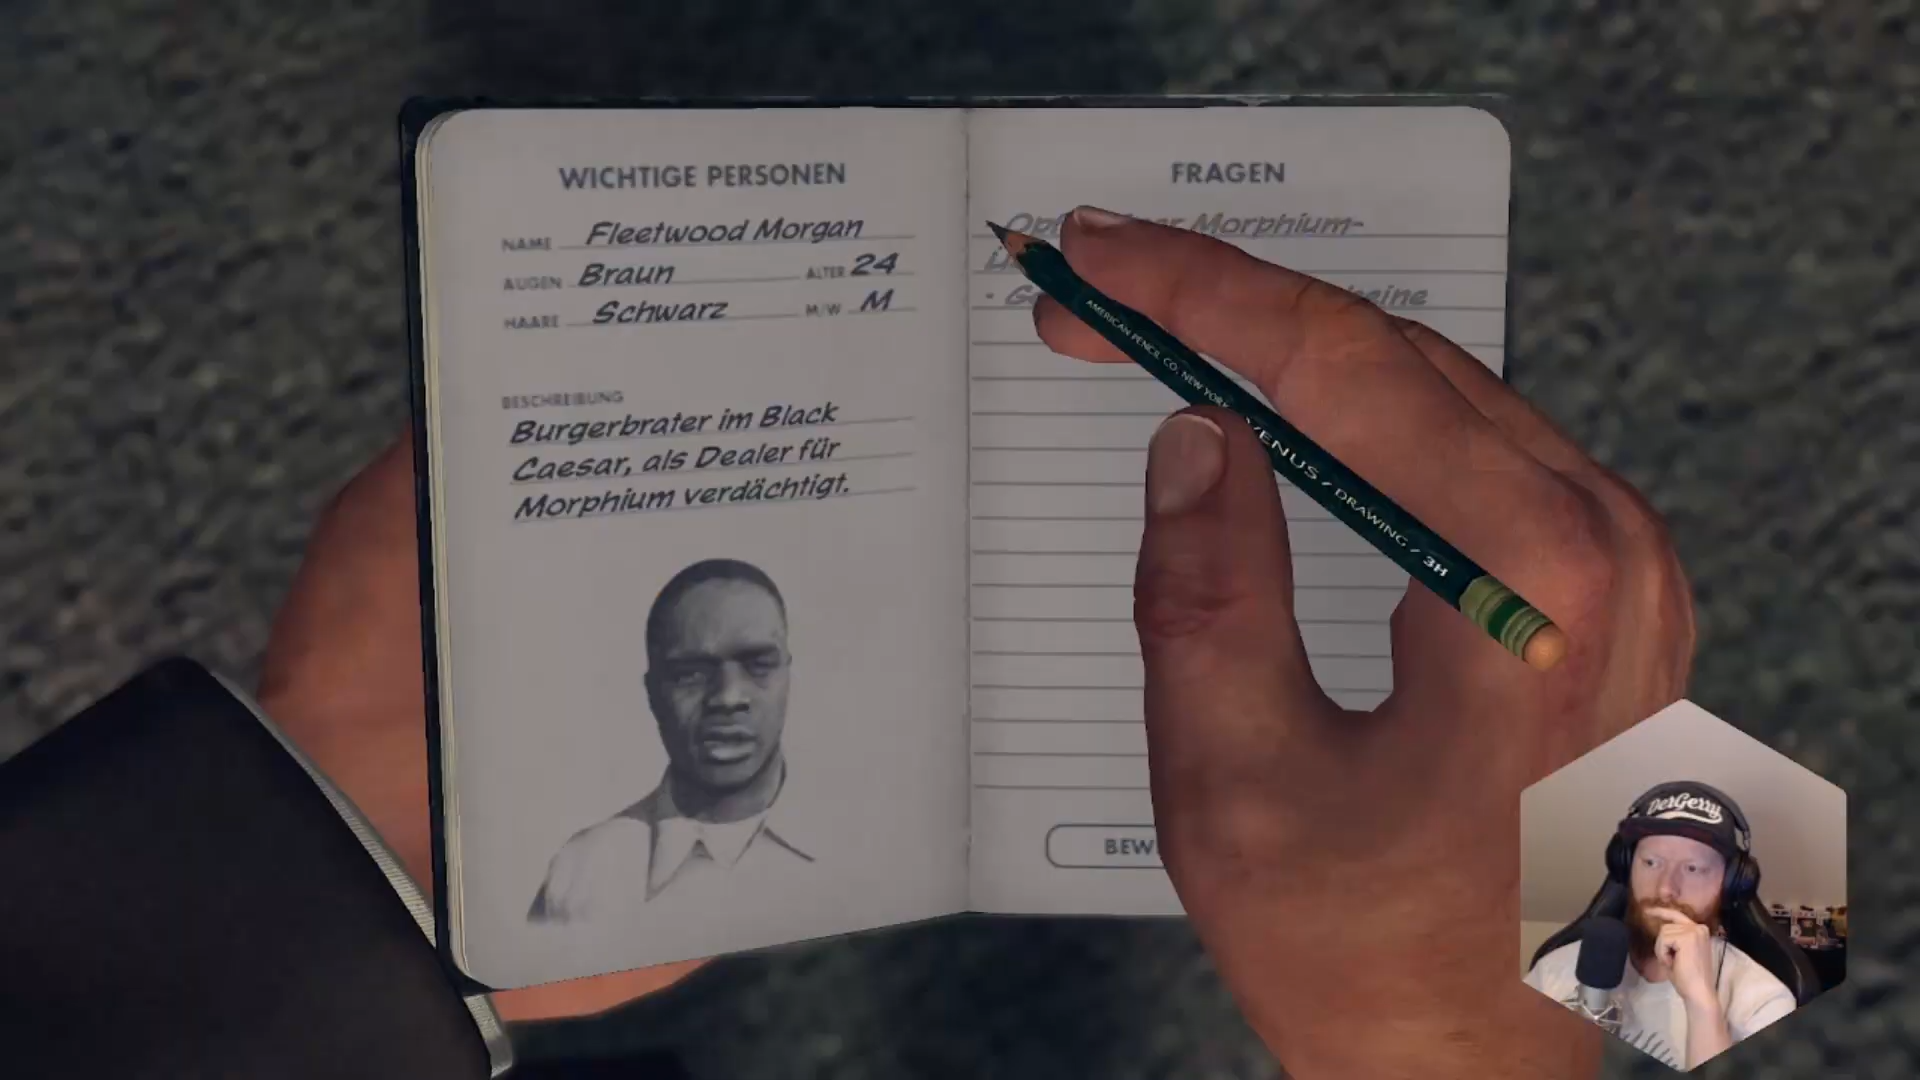 WICHTIGE PERSONEN
NAME Fleetwood Morgan
AUGEN Braun ALTER 24
HAARE Schwarz M/W M
BESCHREIBUNG
Burgerbrater im Black
Caesar, als Dealer für
Morphium verdächtigt.
FRAGEN
Morphium-
AMERICAN PENCIL CO. NEW YORK VENUS / DRAWING / 3H
DerGerry